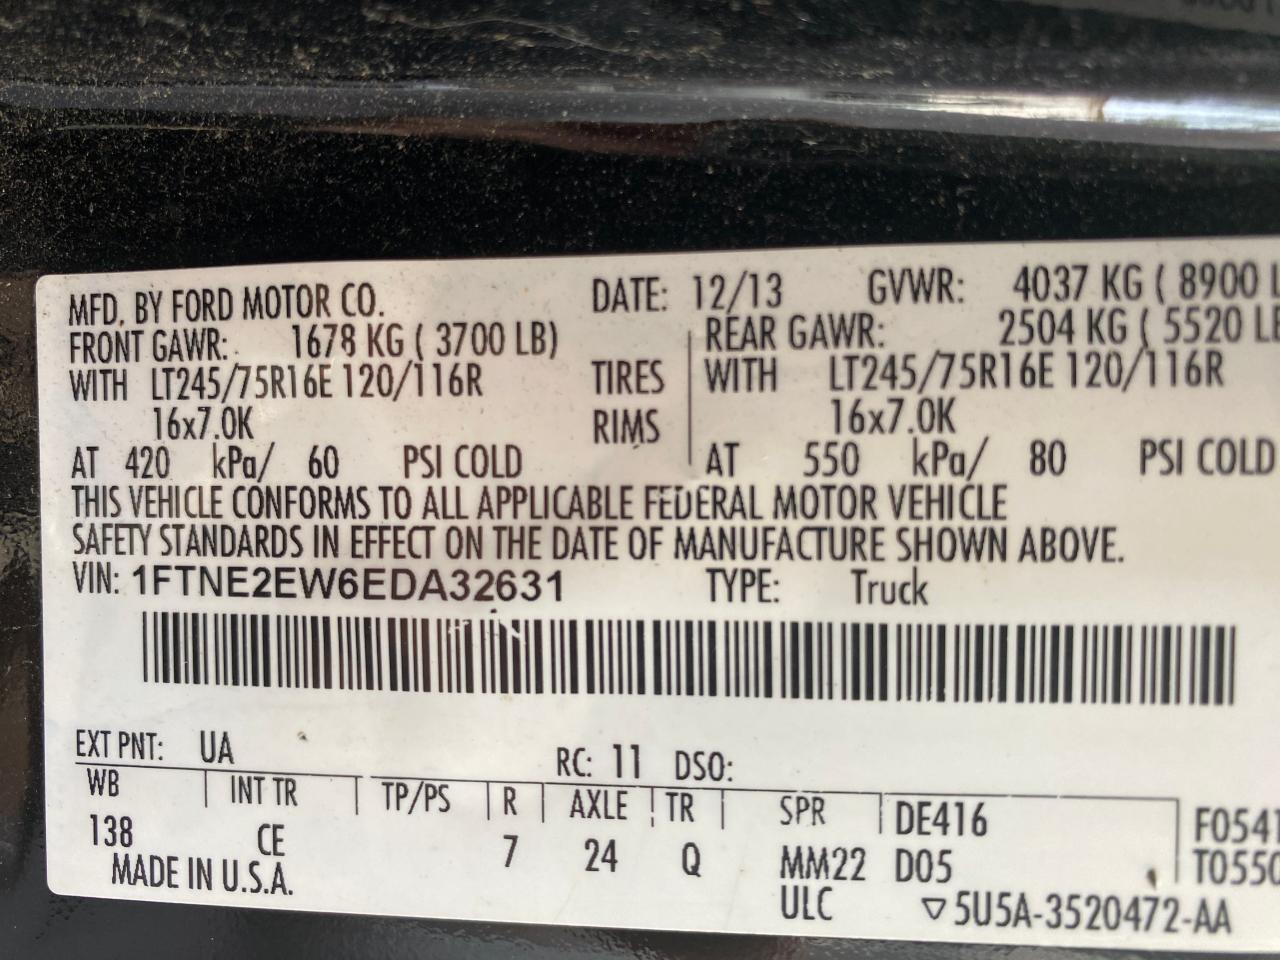 MFD. BY FORD MOTOR CO. DATE: 12/13 GVWR: 4037 KG ( 8900 L
FRONT GAWR: 1678 KG ( 3700 LB) REAR GAWR: 2504 KG ( 5520 LB
WITH LT245/75R16E 120/116R TIRES WITH LT245/75R16E 120/116R
16x7.0K RIMS 16x7.0K
AT 420 kPa/ 60 PSI COLD AT 550 kPa/ 80 PSI COLD
THIS VEHICLE CONFORMS TO ALL APPLICABLE FEDERAL MOTOR VEHICLE
SAFETY STANDARDS IN EFFECT ON THE DATE OF MANUFACTURE SHOWN ABOVE.
VIN: 1FTNE2EW6EDA32631 TYPE: Truck
EXT PNT: UA RC: 11 DSO:
WB INT TR TP/PS R AXLE TR SPR DE416 F0541
138 CE 7 24 Q MM22 D05 T0550
MADE IN U.S.A. ULC ▽5U5A-3520472-AA